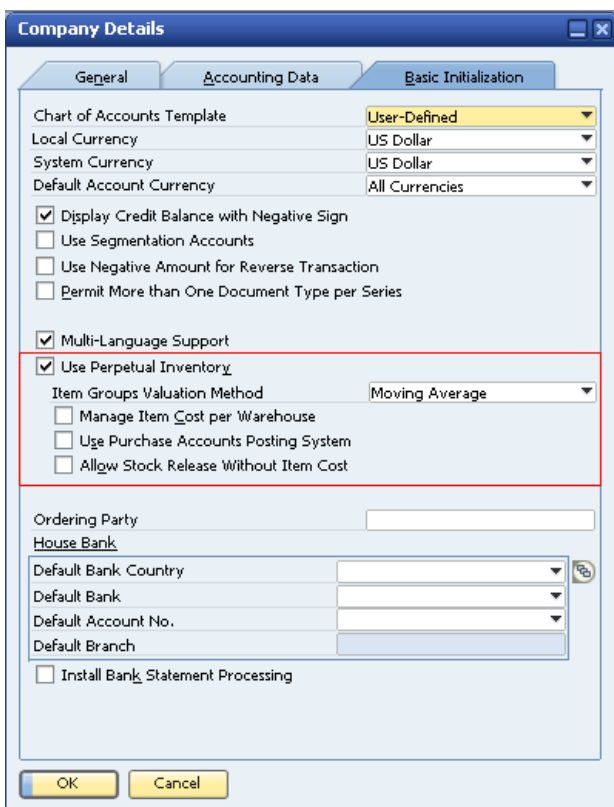 Company Details
General Accounting Data Basic Initialization
Chart of Accounts Template User-Defined
Local Currency US Dollar
System Currency US Dollar
Default Account Currency All Currencies
Display Credit Balance with Negative Sign
Use Segmentation Accounts
Use Negative Amount for Reverse Transaction
Permit More than One Document Type per Series
Multi-Language Support
Use Perpetual Inventory
Item Groups Valuation Method Moving Average
Manage Item Cost per Warehouse
Use Purchase Accounts Posting System
Allow Stock Release Without Item Cost
Ordering Party
House Bank
Default Bank Country
Default Bank
Default Account No.
Default Branch
Install Bank Statement Processing
OK Cancel